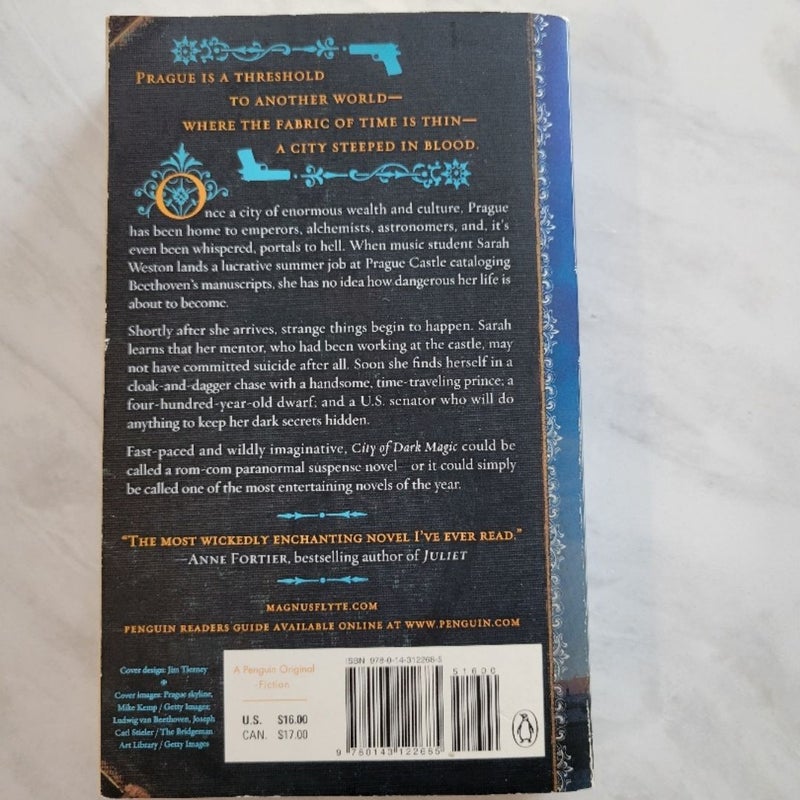 PRAGUE IS A THRESHOLD
TO ANOTHER WORLD—
WHERE THE FABRIC OF TIME IS THIN—
A CITY STEEPED IN BLOOD.
Once a city of enormous wealth and culture, Prague
has been home to emperors, alchemists, astronomers, and, it's
even been whispered, portals to hell. When music student Sarah
Weston lands a lucrative summer job at Prague Castle cataloging
Beethoven's manuscripts, she has no idea how dangerous her life is
about to become.
Shortly after she arrives, strange things begin to happen. Sarah
learns that her mentor, who had been working at the castle, may
not have committed suicide after all. Soon she finds herself in a
cloak-and-dagger chase with a handsome, time-traveling prince; a
four-hundred-year-old dwarf; and a U.S. senator who will do
anything to keep her dark secrets hidden.
Fast-paced and wildly imaginative, City of Dark Magic could be
called a rom-com paranormal suspense novel—or it could simply
be called one of the most entertaining novels of the year.
"THE MOST WICKEDLY ENCHANTING NOVEL I'VE EVER READ."
—ANNE FORTIER, bestselling author of JULIET
MAGNUSFLYTE.COM
PENGUIN READERS GUIDE AVAILABLE ONLINE AT WWW.PENGUIN.COM
Cover design: Jim Tierney
Cover images: Prague skyline,
Mike Kemp / Getty Images;
Ludwig van Beethoven, Joseph
Carl Stieler / The Bridgeman
Art Library / Getty Images
A Penguin Original
Fiction
U.S. $16.00
CAN. $17.00
ISBN 978-0-14-312268-5
51600
9 780143 122685